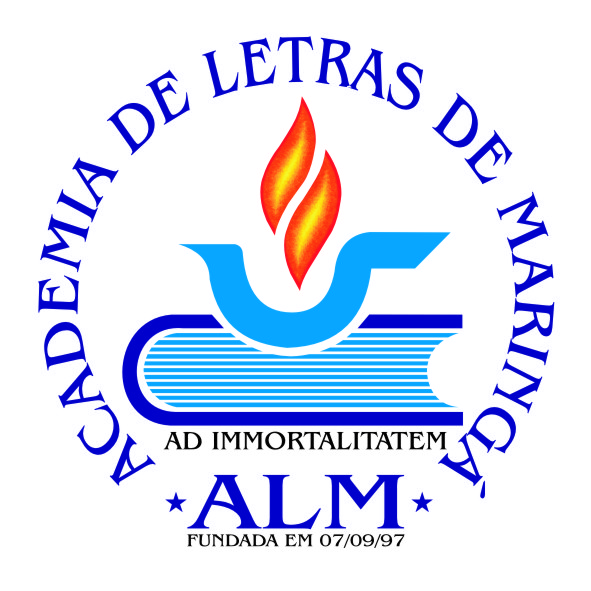 ACADEMIA DE LETRAS DE MARINGÁ
AD IMMORTALITATEM
ALM
FUNDADA EM 07/09/97